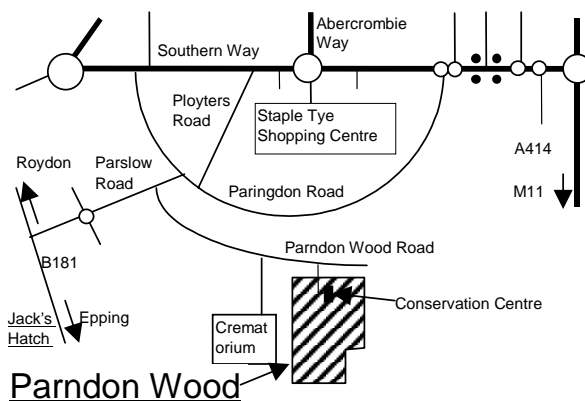 Abercrombie
Way
Southern Way
Ployters
Road
Staple Tye
Shopping Centre
A414
Roydon
Parslow
Road
Paringdon Road
M11
Parndon Wood Road
B181
Conservation Centre
Jack's
Hatch
Epping
Cremat
orium
Parndon Wood